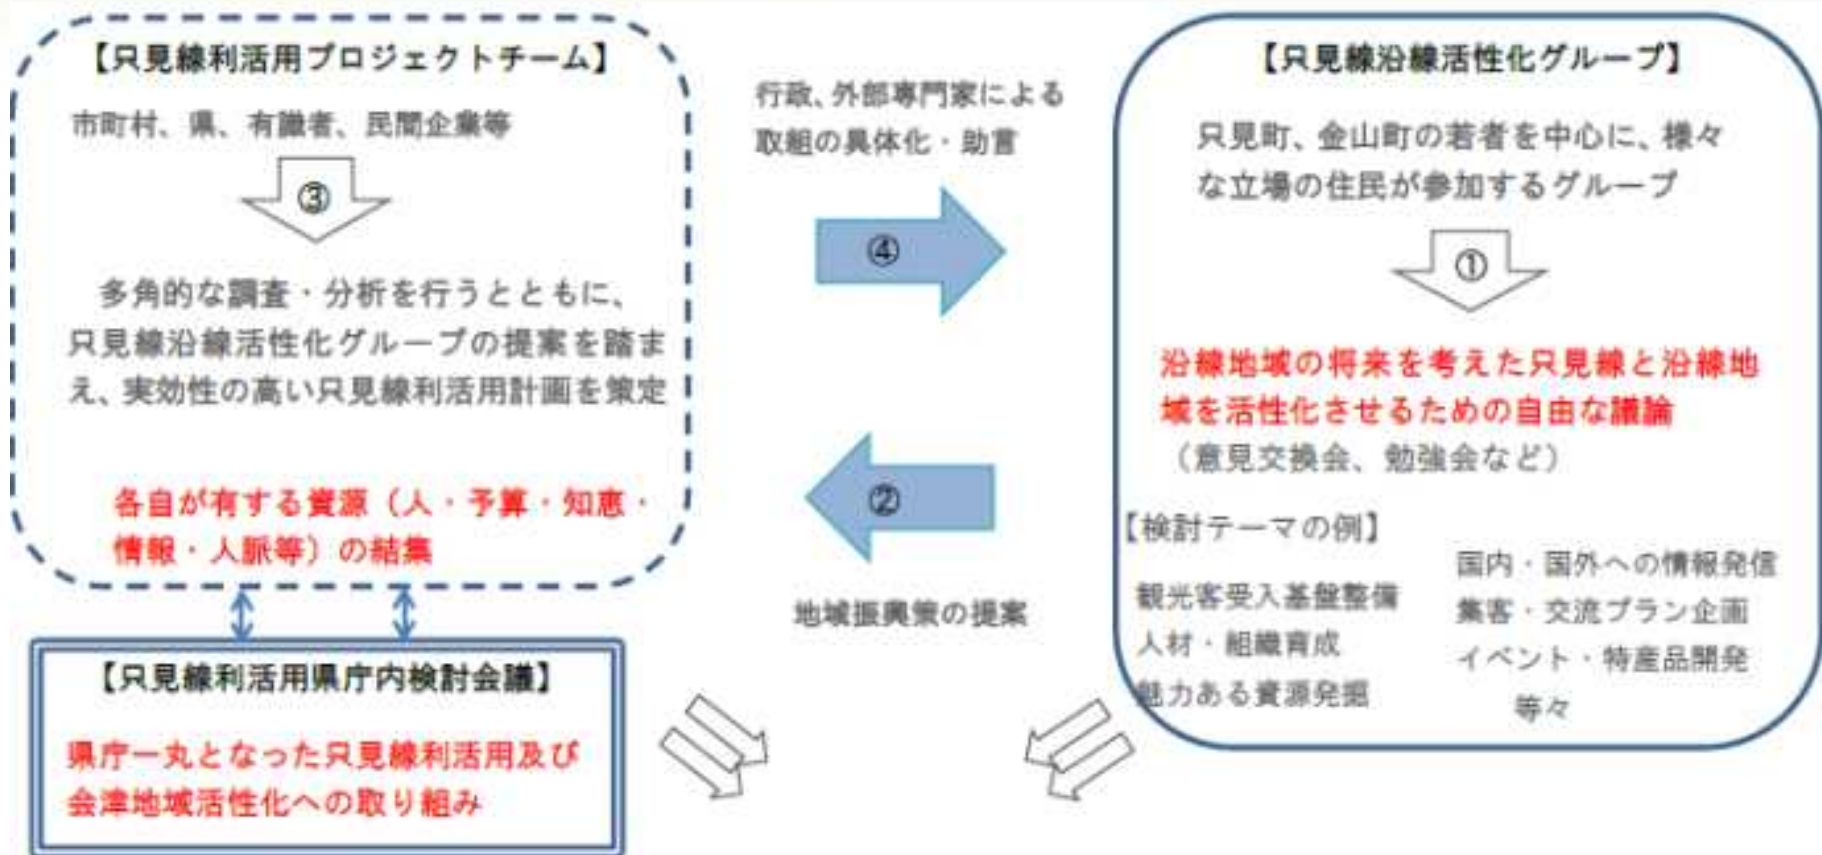 【只見線利活用プロジェクトチーム】
市町村、県、有識者、民間企業等
③
多角的な調査・分析を行うとともに、
只見線沿線活性化グループの提案を踏ま
え、実効性の高い只見線利活用計画を策定
各自が有する資源（人・予算・知恵・
情報・人脈等）の結集
【只見線利活用県庁内検討会議】
県庁一丸となった只見線利活用及び
会津地域活性化への取り組み
行政、外部専門家による
取組の具体化・助言
④
②
地域振興策の提案
【只見線沿線活性化グループ】
只見町、金山町の若者を中心に、様々
な立場の住民が参加するグループ
①
沿線地域の将来を考えた只見線と沿線地
域を活性化させるための自由な議論
（意見交換会、勉強会など）
【検討テーマの例】
観光客受入基盤整備
人材・組織育成
魅力ある資源発掘
国内・国外への情報発信
集客・交流プラン企画
イベント・特産品開発
等々